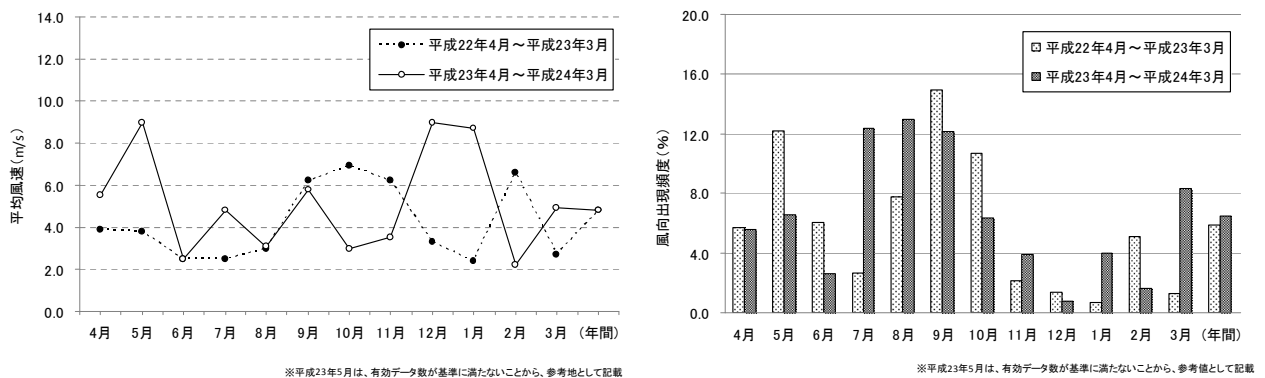 平均風速(m/s)
14.0
12.0
10.0
8.0
6.0
4.0
2.0
0.0
平成22年4月～平成23年3月
平成23年4月～平成24年3月
4月 5月 6月 7月 8月 9月 10月 11月 12月 1月 2月 3月 (年間)
※平成23年5月は、有効データ数が基準に満たないことから、参考地として記載
風向出現頻度(%)
20.0
16.0
12.0
8.0
4.0
0.0
平成22年4月～平成23年3月
平成23年4月～平成24年3月
4月 5月 6月 7月 8月 9月 10月 11月 12月 1月 2月 3月 (年間)
※平成23年5月は、有効データ数が基準に満たないことから、参考値として記載